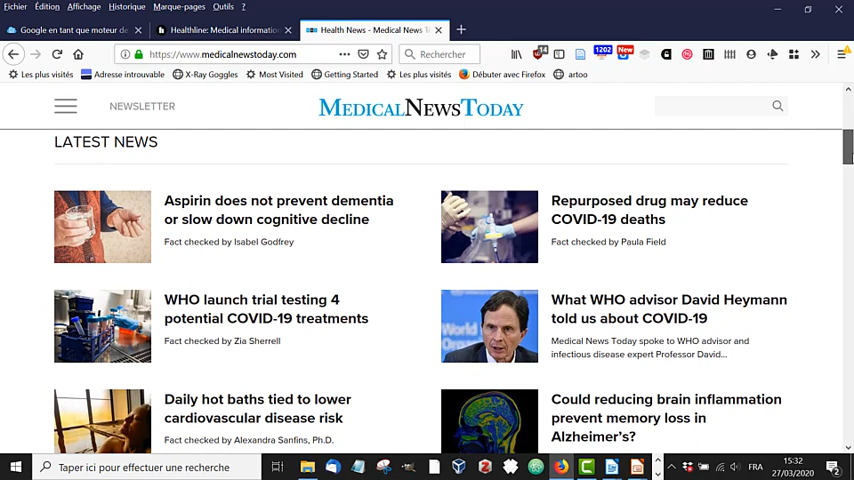 Fichier Édition Affichage Historique Marque-pages Outils ?
Google en tant que moteur de
Healthline: Medical information
Health News - Medical News T
https://www.medicalnewstoday.com
Rechercher
14
1202
New
Les plus visités
Adresse introuvable
X-Ray Goggles
Most Visited
Getting Started
Les plus visités
Débuter avec Firefox
artoo
NEWSLETTER
MEDICALNEWSTODAY
LATEST NEWS
Aspirin does not prevent dementia
or slow down cognitive decline
Fact checked by Isabel Godfrey
Repurposed drug may reduce
COVID-19 deaths
Fact checked by Paula Field
WHO launch trial testing 4
potential COVID-19 treatments
Fact checked by Zia Sherrell
What WHO advisor David Heymann
told us about COVID-19
Medical News Today spoke to WHO advisor and
infectious disease expert Professor David...
Daily hot baths tied to lower
cardiovascular disease risk
Fact checked by Alexandra Sanfins, Ph.D.
Could reducing brain inflammation
prevent memory loss in
Alzheimer's?
Taper ici pour effectuer une recherche
FRA
15:32
27/03/2020
2